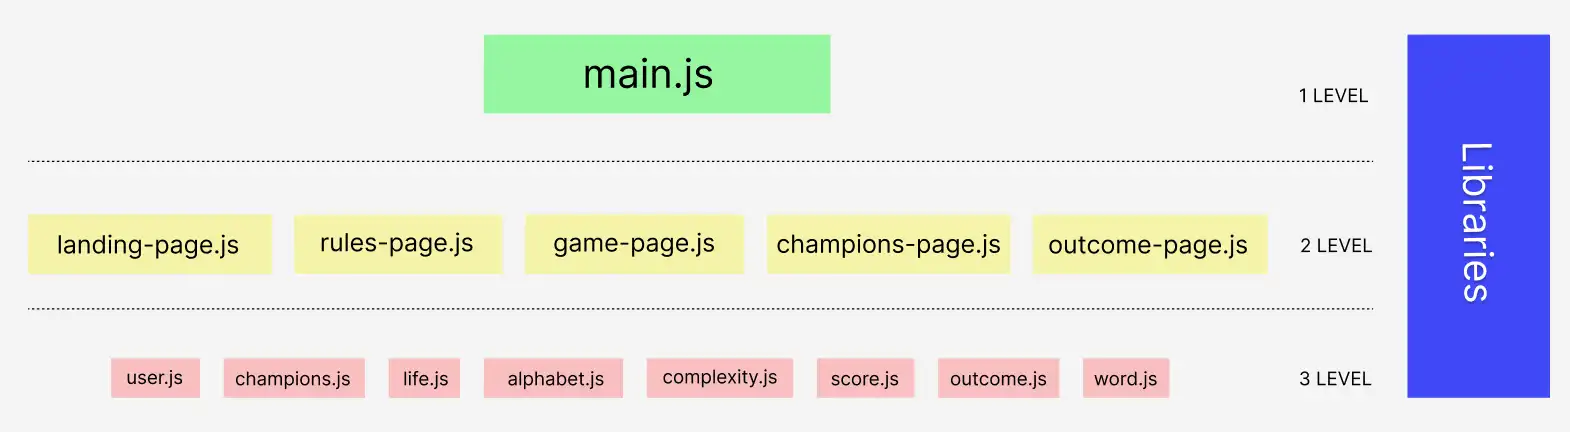 main.js
1 LEVEL
landing-page.js
rules-page.js
game-page.js
champions-page.js
outcome-page.js
2 LEVEL
user.js
champions.js
life.js
alphabet.js
complexity.js
score.js
outcome.js
word.js
3 LEVEL
Libraries